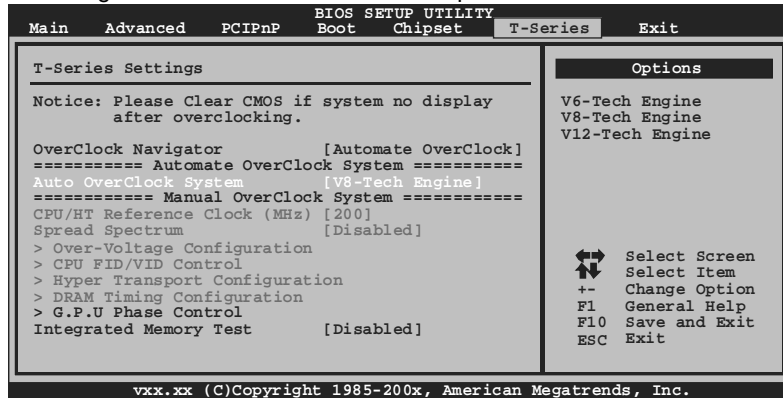 BIOS SETUP UTILITY
Main Advanced PCIPnP Boot Chipset T-Series Exit
T-Series Settings
Notice: Please Clear CMOS if system no display
after overclocking.
OverClock Navigator [Automate OverClock]
=========== Automate OverClock System ===========
Auto OverClock System [V8-Tech Engine]
============ Manual OverClock System ============
CPU/HT Reference Clock (MHz) [200]
Spread Spectrum [Disabled]
> Over-Voltage Configuration
> CPU FID/VID Control
> Hyper Transport Configuration
> DRAM Timing Configuration
> G.P.U Phase Control
Integrated Memory Test [Disabled]
Options
V6-Tech Engine
V8-Tech Engine
V12-Tech Engine
Select Screen
Select Item
+- Change Option
F1 General Help
F10 Save and Exit
ESC Exit
vxx.xx (C)Copyright 1985-200x, American Megatrends, Inc.